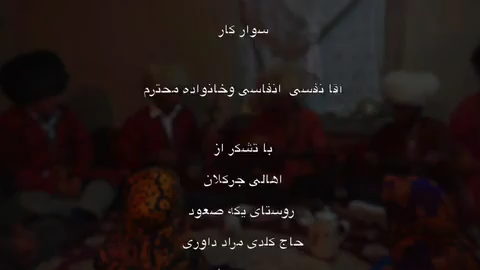 سوار کار
آقا نفسی انفاسی وخانواده محترم
با تشکر از
اهالی جرکلان
روستای یکه صعود
حاج کلدی مراد داوری